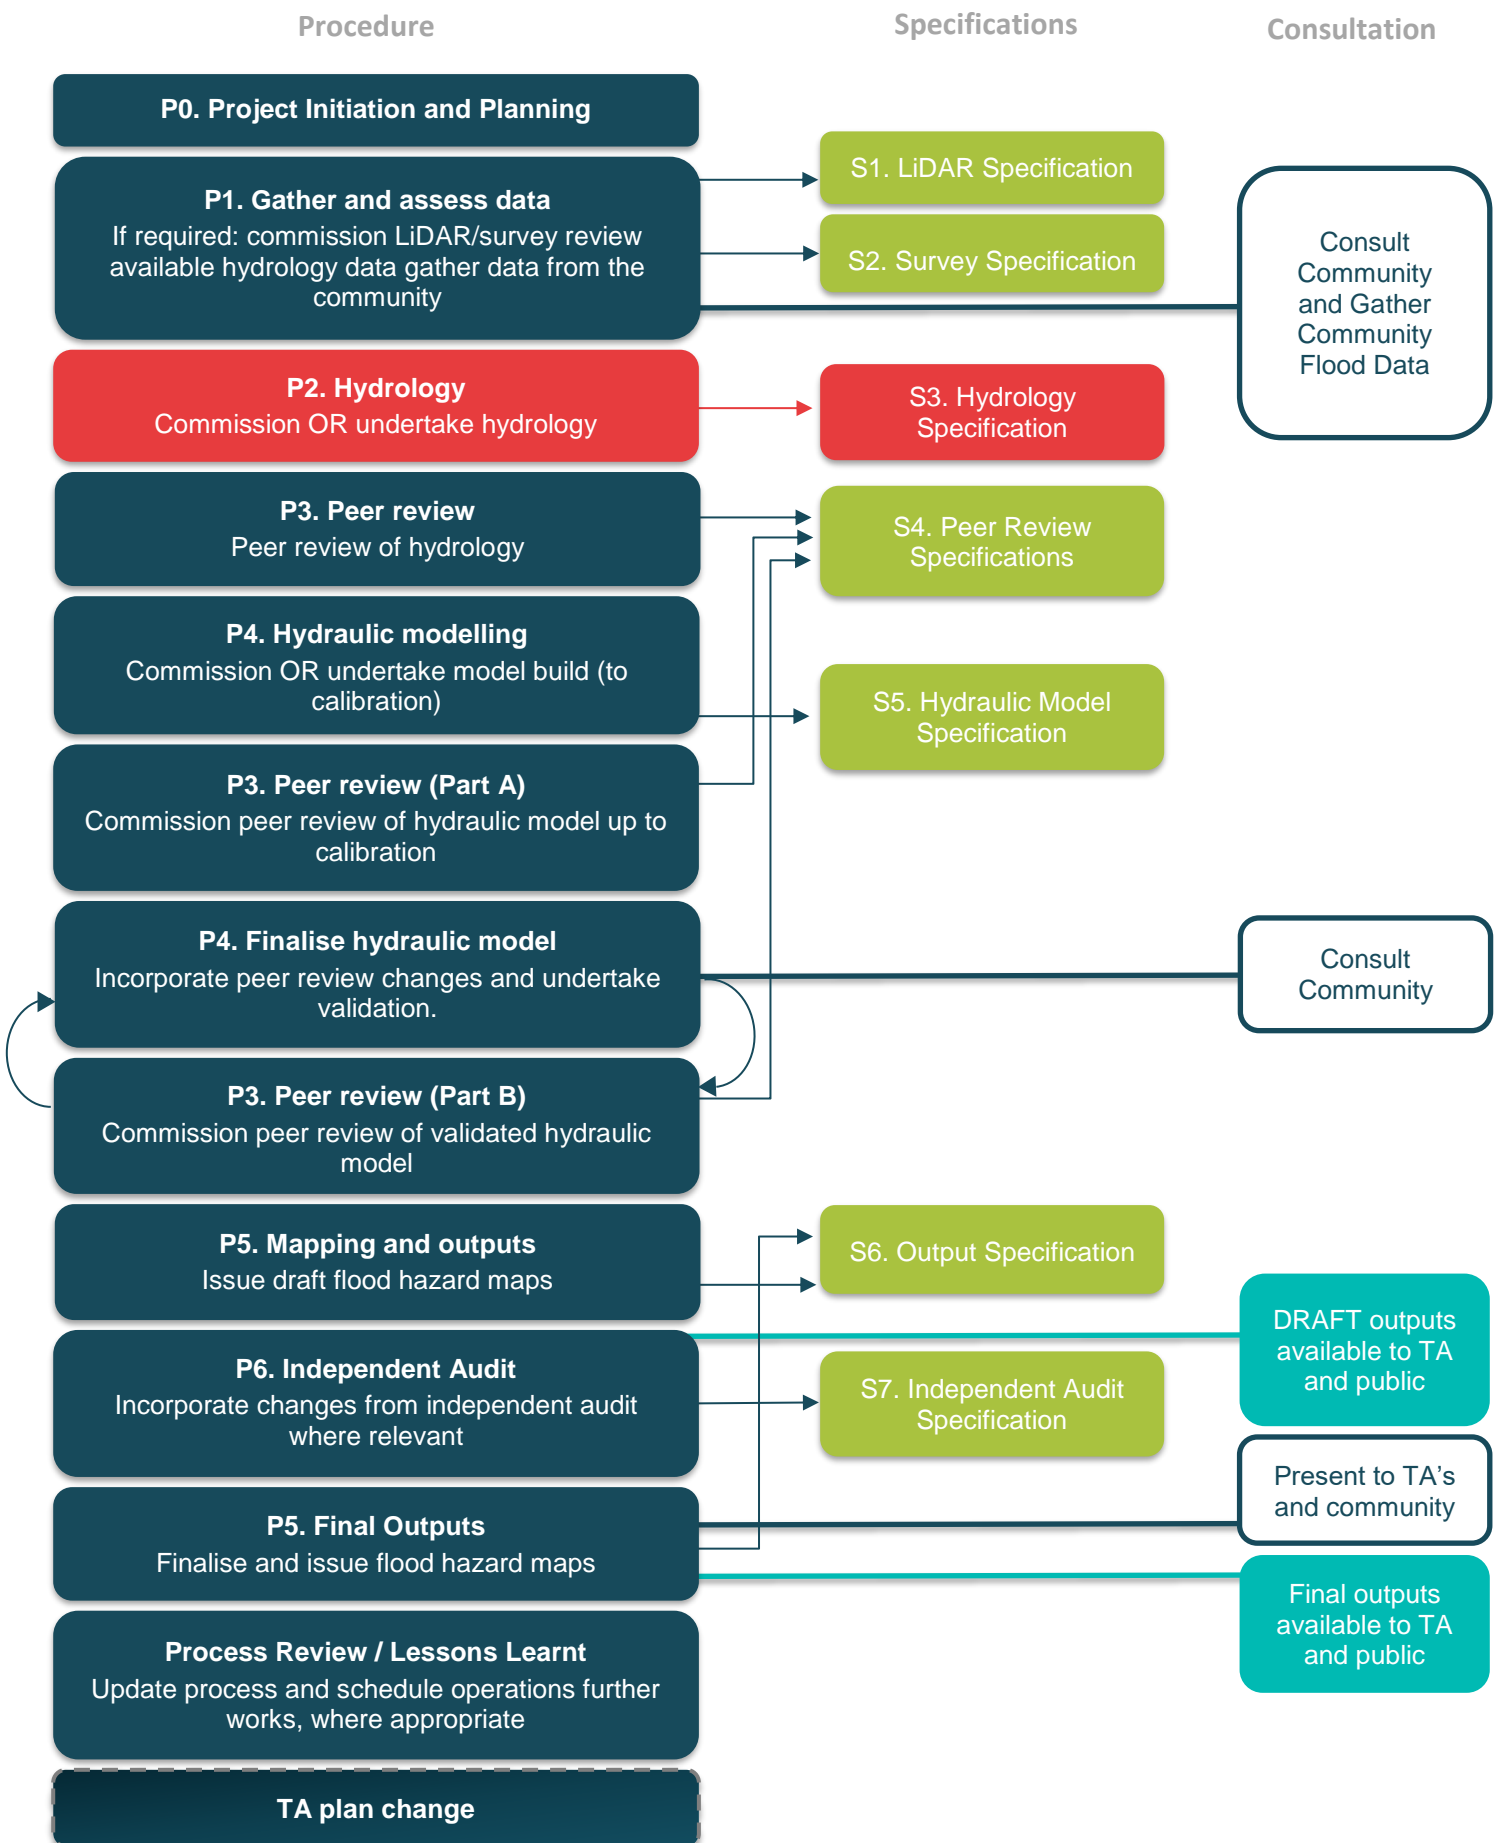 Procedure
Specifications
Consultation
P0. Project Initiation and Planning
P1. Gather and assess data
If required: commission LiDAR/survey review
available hydrology data gather data from the
community
S1. LiDAR Specification
S2. Survey Specification
Consult
Community
and Gather
Community
Flood Data
P2. Hydrology
Commission OR undertake hydrology
S3. Hydrology
Specification
P3. Peer review
Peer review of hydrology
S4. Peer Review
Specifications
P4. Hydraulic modelling
Commission OR undertake model build (to
calibration)
S5. Hydraulic Model
Specification
P3. Peer review (Part A)
Commission peer review of hydraulic model up to
calibration
P4. Finalise hydraulic model
Incorporate peer review changes and undertake
validation.
Consult
Community
P3. Peer review (Part B)
Commission peer review of validated hydraulic
model
P5. Mapping and outputs
Issue draft flood hazard maps
S6. Output Specification
DRAFT outputs
available to TA
and public
P6. Independent Audit
Incorporate changes from independent audit
where relevant
S7. Independent Audit
Specification
Present to TA’s
and community
P5. Final Outputs
Finalise and issue flood hazard maps
Final outputs
available to TA
and public
Process Review / Lessons Learnt
Update process and schedule operations further
works, where appropriate
TA plan change